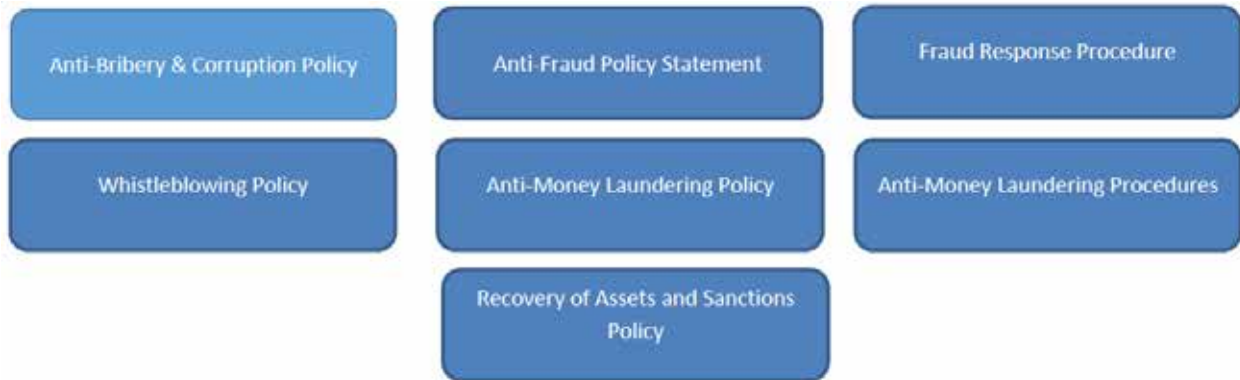 Anti-Bribery & Corruption Policy
Anti-Fraud Policy Statement
Fraud Response Procedure
Whistleblowing Policy
Anti-Money Laundering Policy
Anti-Money Laundering Procedures
Recovery of Assets and Sanctions
Policy